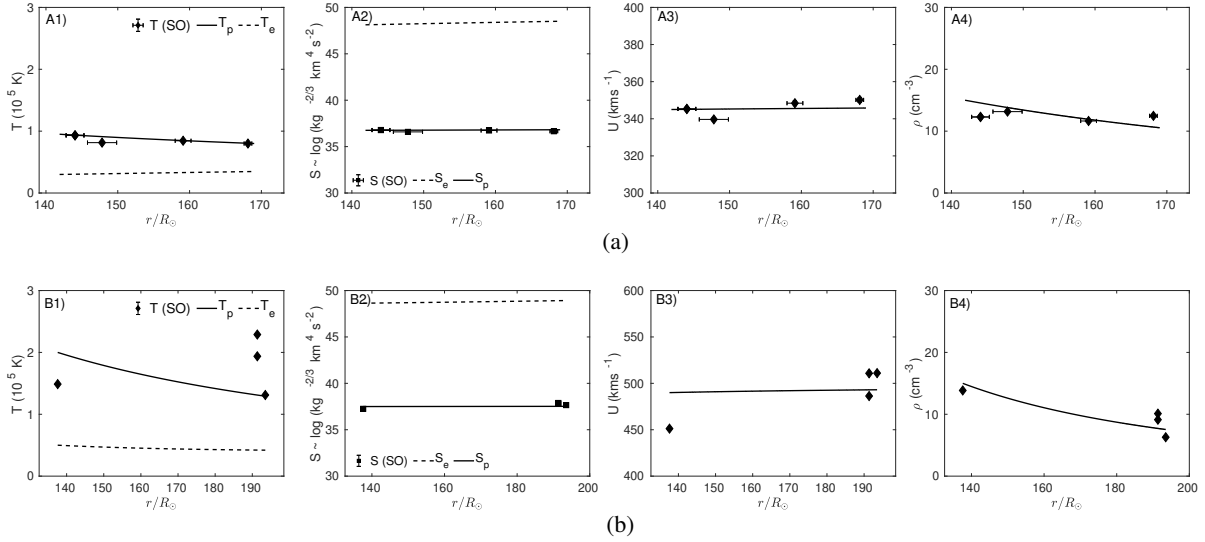 A1) T (SO) T_p T_e
T (10^5 K)
0 1 2 3
140 150 160 170
r/R_⊙
A2)
S ~ log (kg^-2/3 km^4 s^-2)
30 35 40 45 50
S (SO) S_e S_p
140 150 160 170
r/R_⊙
A3)
U (kms^-1)
300 320 340 360 380 400
140 150 160 170
r/R_⊙
A4)
ρ (cm^-3)
0 10 20 30
140 150 160 170
r/R_⊙
(a)
B1) T (SO) T_p T_e
T (10^5 K)
0 1 2 3
140 150 160 170 180 190
r/R_⊙
B2)
S ~ log (kg^-2/3 km^4 s^-2)
30 35 40 45 50
S (SO) S_e S_p
140 160 180 200
r/R_⊙
B3)
U (kms^-1)
400 450 500 550 600
140 150 160 170 180 190
r/R_⊙
B4)
ρ (cm^-3)
0 10 20 30
140 160 180 200
r/R_⊙
(b)